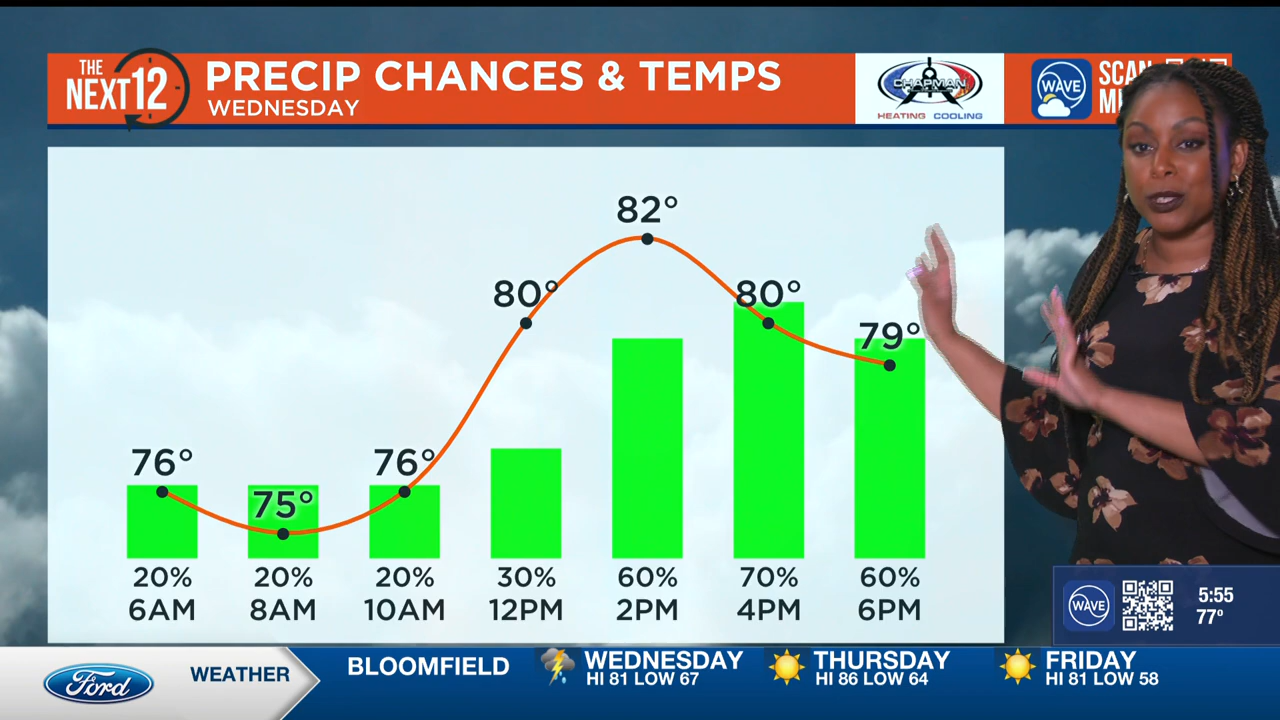 THE
NEXT12
PRECIP CHANCES & TEMPS
WEDNESDAY
CHAPMAN
HEATING COOLING
WAVE
SCAN
82°
80°
80°
79°
76°
76°
75°
20% 20% 20% 30% 60% 70% 60%
6AM 8AM 10AM 12PM 2PM 4PM 6PM
WAVE
5:55
77°
Ford
WEATHER
BLOOMFIELD
WEDNESDAY
HI 81 LOW 67
THURSDAY
HI 86 LOW 64
FRIDAY
HI 81 LOW 58